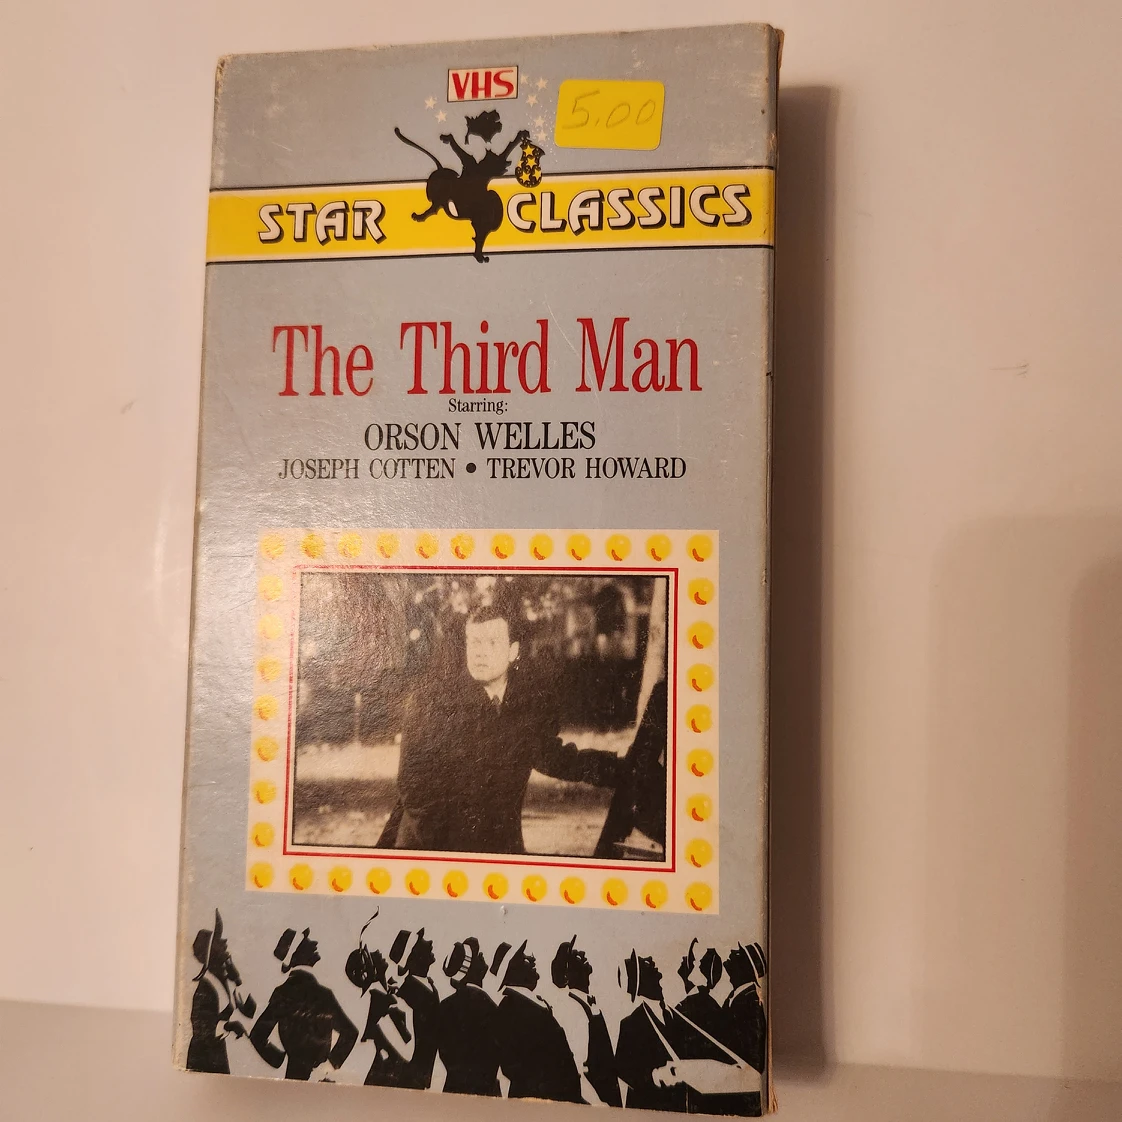 VHS
5.00
STAR CLASSICS
The Third Man
Starring:
ORSON WELLES
JOSEPH COTTEN • TREVOR HOWARD